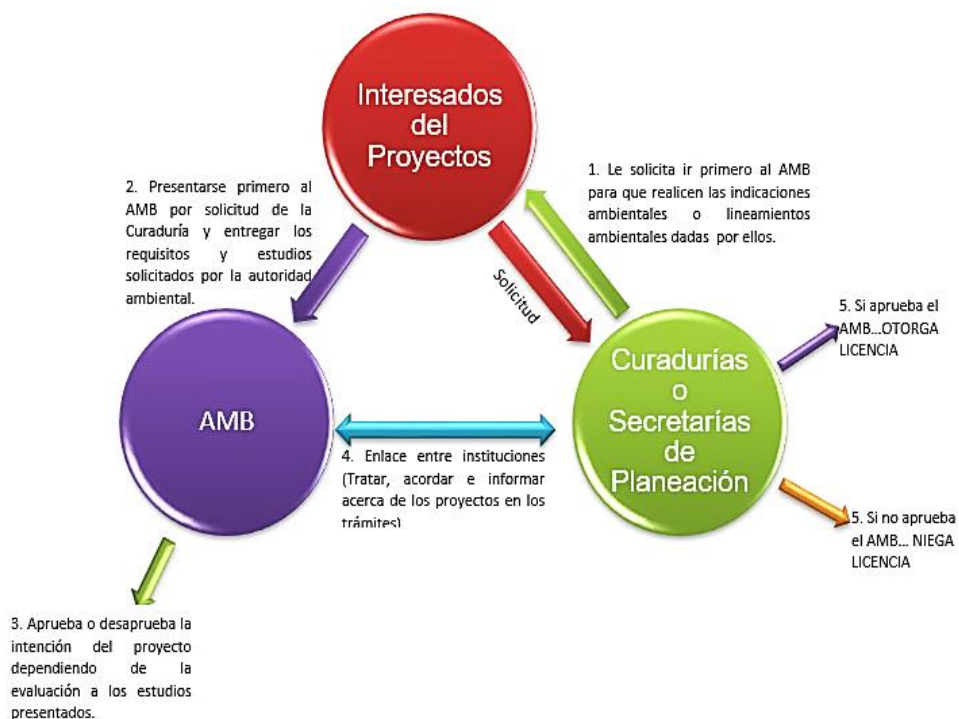 Interesados
del
Proyectos
1. Le solicita ir primero al AMB
para que realicen las indicaciones
ambientales o lineamientos
ambientales dadas por ellos.
2. Presentarse primero al
AMB por solicitud de la
Curaduría y entregar los
requisitos y estudios
solicitados por la autoridad
ambiental.
Solicitud
5. Si aprueba el
AMB...OTORGA
LICENCIA
Curadurías
o
Secretarías
de
Planeación
AMB
4. Enlace entre instituciones
(Tratar, acordar e informar
acerca de los proyectos en los
trámites)
5. Si no aprueba
el AMB... NIEGA
LICENCIA
3. Aprueba o desaprueba la
intención del proyecto
dependiendo de la
evaluación a los estudios
presentados.